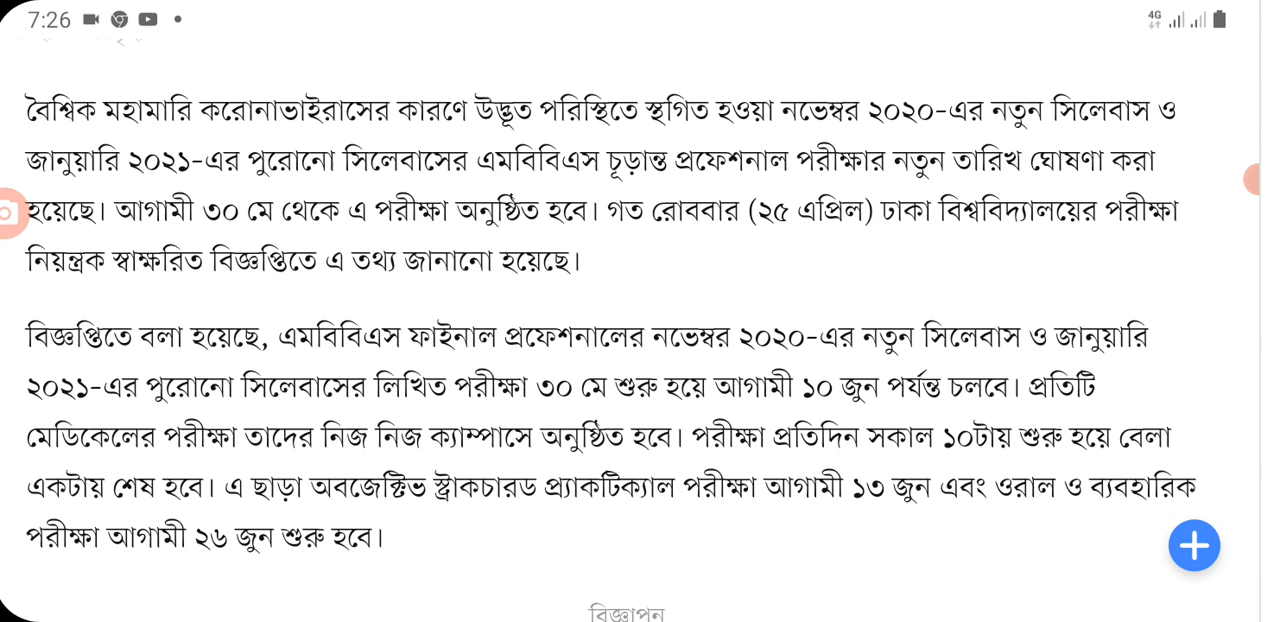 7:26
4G
বৈশ্বিক মহামারি করোনাভাইরাসের কারণে উদ্ভূত পরিস্থিতে স্থগিত হওয়া নভেম্বর ২০২০-এর নতুন সিলেবাস ও
জানুয়ারি ২০২১-এর পুরোনো সিলেবাসের এমবিবিএস চূড়ান্ত প্রফেশনাল পরীক্ষার নতুন তারিখ ঘোষণা করা
হয়েছে। আগামী ৩০ মে থেকে এ পরীক্ষা অনুষ্ঠিত হবে। গত রোববার (২৫ এপ্রিল) ঢাকা বিশ্ববিদ্যালয়ের পরীক্ষা
নিয়ন্ত্রক স্বাক্ষরিত বিজ্ঞপ্তিতে এ তথ্য জানানো হয়েছে।
বিজ্ঞপ্তিতে বলা হয়েছে, এমবিবিএস ফাইনাল প্রফেশনালের নভেম্বর ২০২০-এর নতুন সিলেবাস ও জানুয়ারি
২০২১-এর পুরোনো সিলেবাসের লিখিত পরীক্ষা ৩০ মে শুরু হয়ে আগামী ১০ জুন পর্যন্ত চলবে। প্রতিটি
মেডিকেলের পরীক্ষা তাদের নিজ নিজ ক্যাম্পাসে অনুষ্ঠিত হবে। পরীক্ষা প্রতিদিন সকাল ১০টায় শুরু হয়ে বেলা
একটায় শেষ হবে। এ ছাড়া অবজেক্টিভ স্ট্রাকচারড প্র্যাকটিক্যাল পরীক্ষা আগামী ১৩ জুন এবং ওরাল ও ব্যবহারিক
পরীক্ষা আগামী ২৬ জুন শুরু হবে।
বিজ্ঞাপন